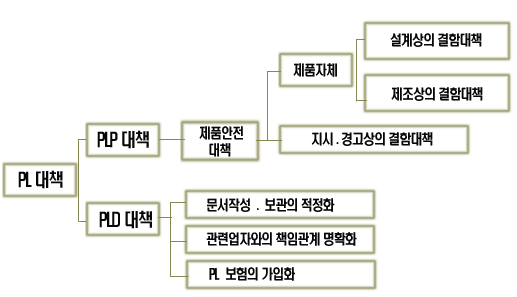 설계상의 결함대책
제품자체
제조상의 결함대책
PLP 대책
제품안전
대책
지시 . 경고상의 결함대책
PL 대책
PLD 대책
문서작성 . 보관의 적정화
관련업자와의 책임관계 명확화
PL 보험의 가입화